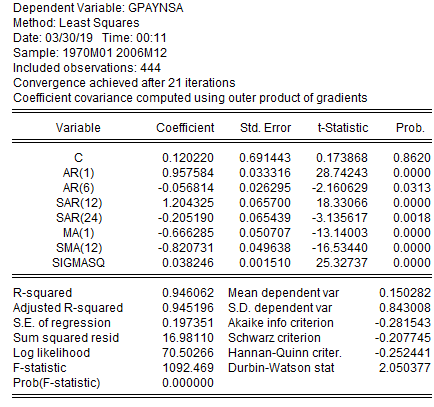 Dependent Variable: GPAYNSA
Method: Least Squares
Date: 03/30/19 Time: 00:11
Sample: 1970M01 2006M12
Included observations: 444
Convergence achieved after 21 iterations
Coefficient covariance computed using outer product of gradients
Variable Coefficient Std. Error t-Statistic Prob.
C 0.120220 0.691443 0.173868 0.8620
AR(1) 0.957584 0.033316 28.74243 0.0000
AR(6) -0.056814 0.026295 -2.160629 0.0313
SAR(12) 1.204325 0.065700 18.33066 0.0000
SAR(24) -0.205190 0.065439 -3.135617 0.0018
MA(1) -0.666285 0.050707 -13.14003 0.0000
SMA(12) -0.820731 0.049638 -16.53440 0.0000
SIGMASQ 0.038246 0.001510 25.32737 0.0000
R-squared 0.946062 Mean dependent var 0.150282
Adjusted R-squared 0.945196 S.D. dependent var 0.843008
S.E. of regression 0.197351 Akaike info criterion -0.281543
Sum squared resid 16.98110 Schwarz criterion -0.207745
Log likelihood 70.50266 Hannan-Quinn criter. -0.252441
F-statistic 1092.469 Durbin-Watson stat 2.050377
Prob(F-statistic) 0.000000